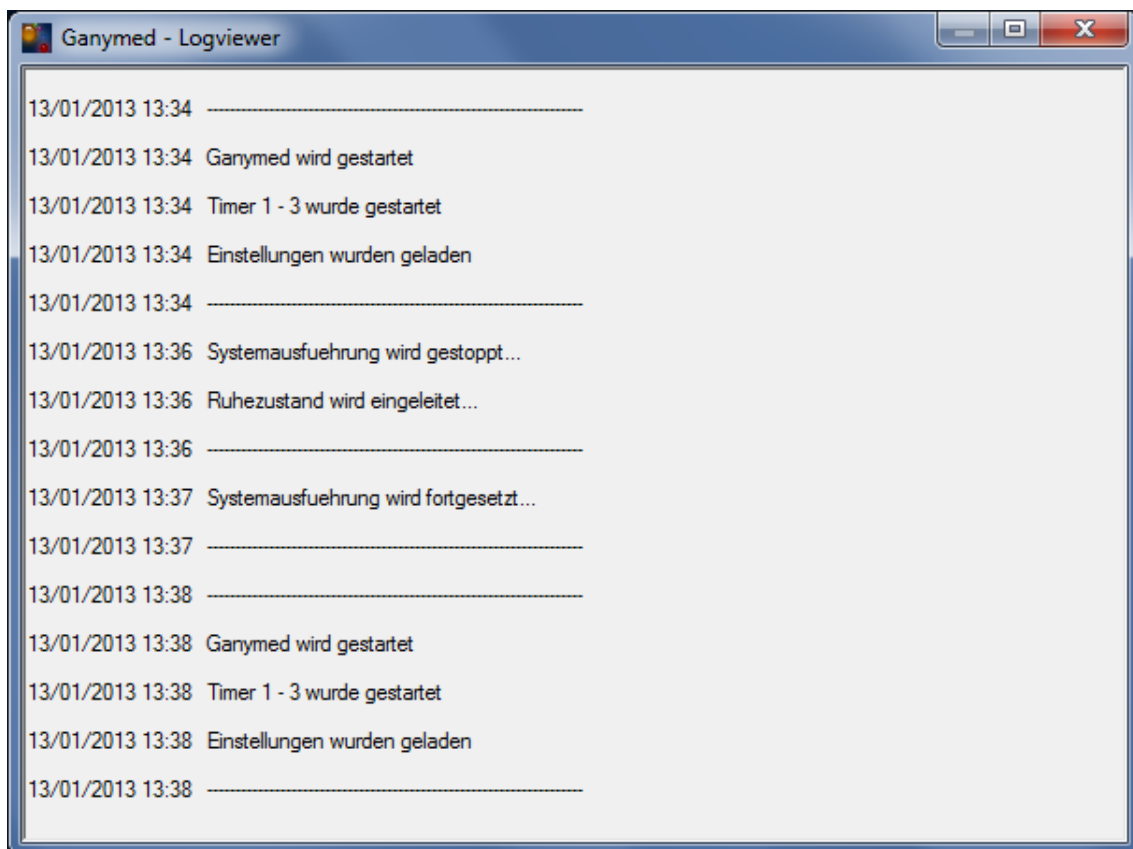 Ganymed - Logviewer
13/01/2013 13:34 ----------------------------------------------------------------
13/01/2013 13:34 Ganymed wird gestartet
13/01/2013 13:34 Timer 1 - 3 wurde gestartet
13/01/2013 13:34 Einstellungen wurden geladen
13/01/2013 13:34 ----------------------------------------------------------------
13/01/2013 13:36 Systemausfuehrung wird gestoppt...
13/01/2013 13:36 Ruhezustand wird eingeleitet...
13/01/2013 13:36 ----------------------------------------------------------------
13/01/2013 13:37 Systemausfuehrung wird fortgesetzt...
13/01/2013 13:37 ----------------------------------------------------------------
13/01/2013 13:38 ----------------------------------------------------------------
13/01/2013 13:38 Ganymed wird gestartet
13/01/2013 13:38 Timer 1 - 3 wurde gestartet
13/01/2013 13:38 Einstellungen wurden geladen
13/01/2013 13:38 ----------------------------------------------------------------